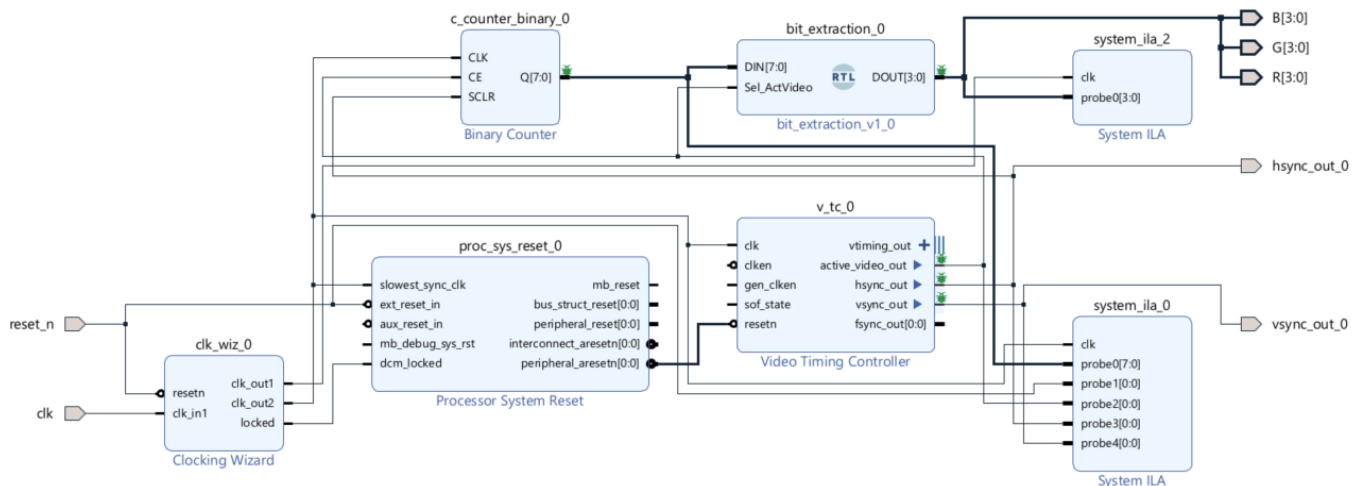 c_counter_binary_0
CLK
CE
SCLR
Q[7:0]
Binary Counter
bit_extraction_0
DIN[7:0]
Sel_ActVideo
RTL
DOUT[3:0]
bit_extraction_v1_0
system_ila_2
clk
probe0[3:0]
System ILA
B[3:0]
G[3:0]
R[3:0]
hsync_out_0
vsync_out_0
v_tc_0
clk
clken
gen_clken
sof_state
resetn
vtiming_out
active_video_out
hsync_out
vsync_out
fsync_out[0:0]
Video Timing Controller
proc_sys_reset_0
slowest_sync_clk
ext_reset_in
aux_reset_in
mb_debug_sys_rst
dcm_locked
mb_reset
bus_struct_reset[0:0]
peripheral_reset[0:0]
interconnect_aresetn[0:0]
peripheral_aresetn[0:0]
Processor System Reset
reset_n
clk
clk_wiz_0
resetn
clk_in1
clk_out1
clk_out2
locked
Clocking Wizard
system_ila_0
clk
probe0[7:0]
probe1[0:0]
probe2[0:0]
probe3[0:0]
probe4[0:0]
System ILA